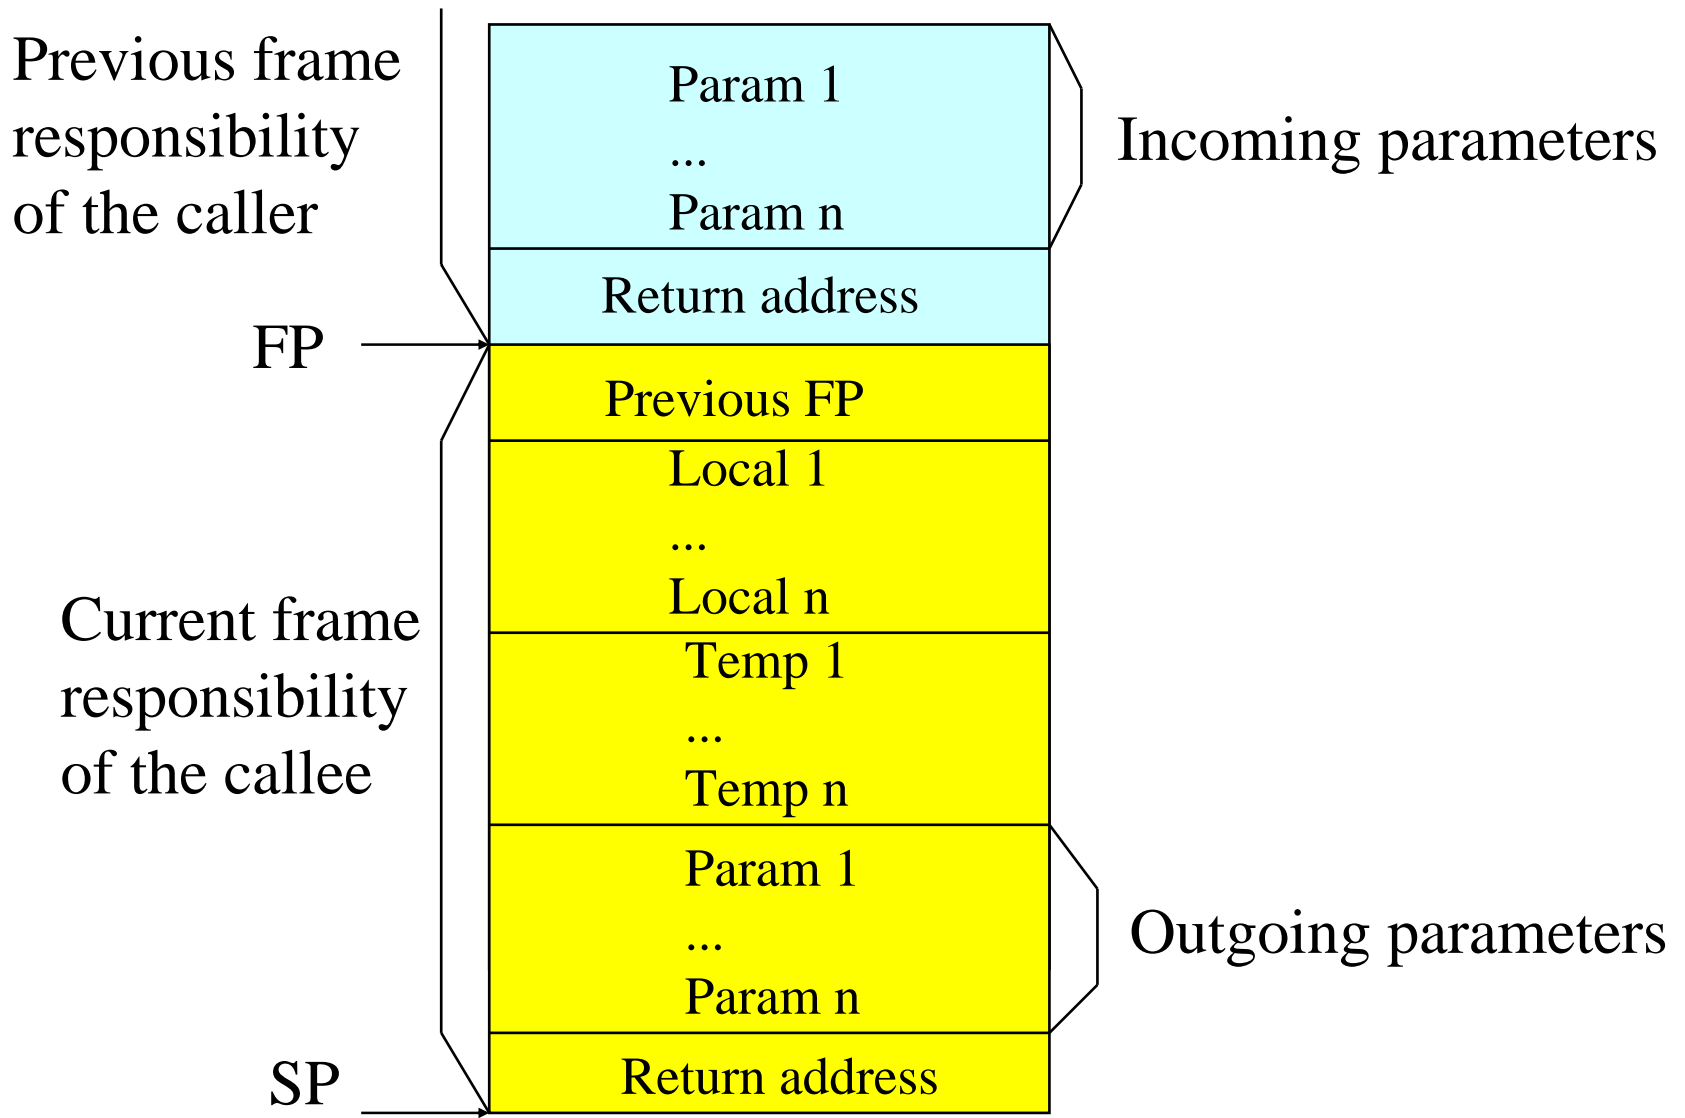 Previous frame
responsibility
of the caller
Param 1
...
Param n
Incoming parameters
Return address
FP
Previous FP
Local 1
...
Local n
Current frame
responsibility
of the callee
Temp 1
...
Temp n
Param 1
...
Param n
Outgoing parameters
Return address
SP